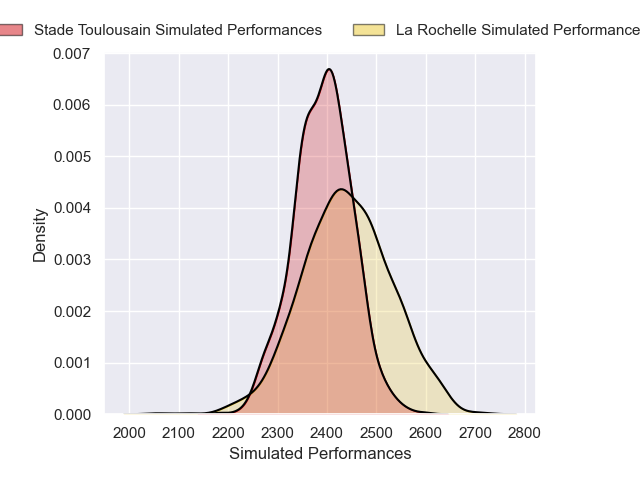 Stade Toulousain Simulated Performances
La Rochelle Simulated Performance
0.007
0.006
0.005
0.004
0.003
0.002
0.001
0.000
Density
2000 2100 2200 2300 2400 2500 2600 2700 2800
Simulated Performances